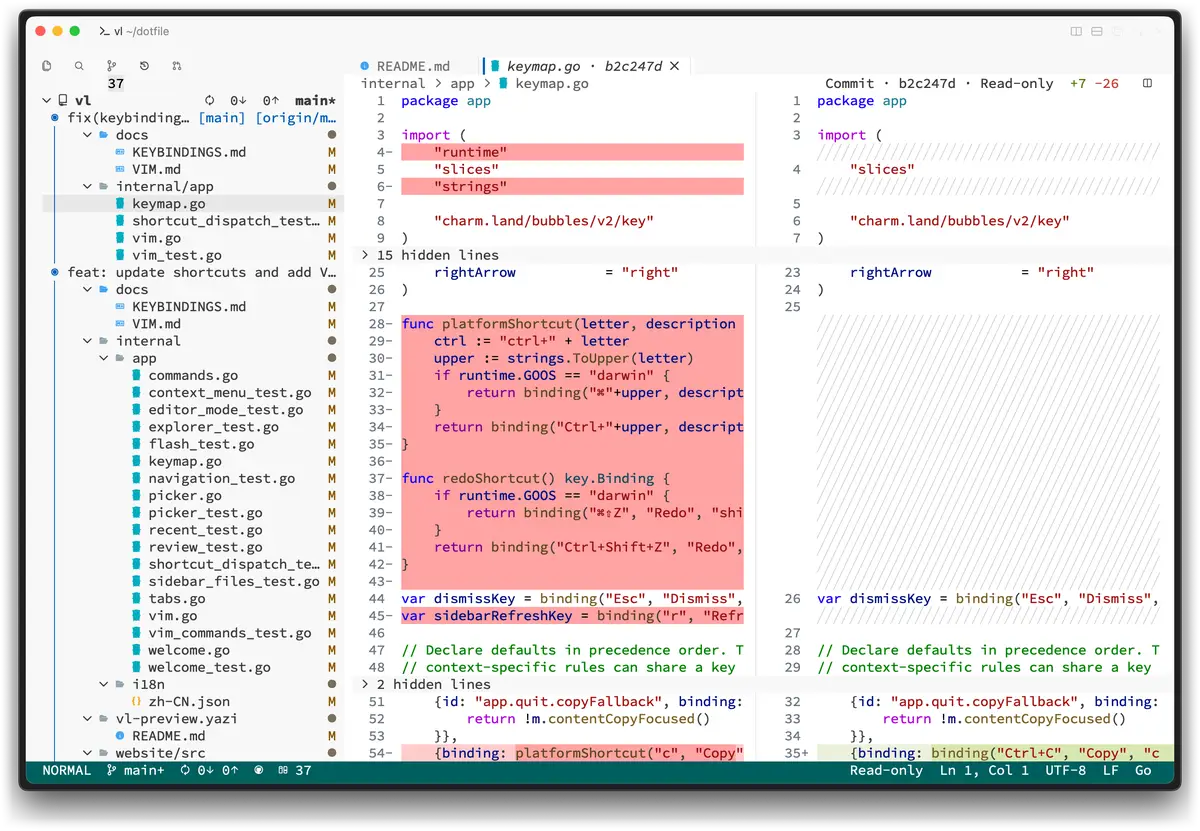 vl ~/dotfile
37
vl 0↓ 0↑ main*
fix(keybinding… [main] [origin/m…
docs
KEYBINDINGS.md M
VIM.md M
internal/app
keymap.go M
shortcut_dispatch_test… M
vim.go M
vim_test.go M
feat: update shortcuts and add V…
docs
KEYBINDINGS.md M
VIM.md M
internal
app
commands.go M
context_menu_test.go M
editor_mode_test.go M
explorer_test.go M
flash_test.go M
keymap.go M
navigation_test.go M
picker.go M
picker_test.go M
recent_test.go M
review_test.go M
shortcut_dispatch_te… M
sidebar_files_test.go M
tabs.go M
vim.go M
vim_commands_test.go M
welcome.go M
welcome_test.go M
i18n
{} zh-CN.json M
vl-preview.yazi
README.md M
website/src
README.md
keymap.go · b2c247d ×
internal > app > keymap.go
Commit · b2c247d · Read-only +7 -26
1 package app
2
3 import (
4- "runtime"
5 "slices"
6- "strings"
7
8 "charm.land/bubbles/v2/key"
9 )
> 15 hidden lines
25 rightArrow = "right"
26 )
27
28- func platformShortcut(letter, description
29- ctrl := "ctrl+" + letter
30- upper := strings.ToUpper(letter)
31- if runtime.GOOS == "darwin" {
32- return binding("⌘"+upper, descript
33- }
34- return binding("Ctrl+"+upper, descript
35- }
36-
37- func redoShortcut() key.Binding {
38- if runtime.GOOS == "darwin" {
39- return binding("⌘⇧Z", "Redo", "shi
40- }
41- return binding("Ctrl+Shift+Z", "Redo",
42- }
43-
44 var dismissKey = binding("Esc", "Dismiss",
45- var sidebarRefreshKey = binding("r", "Refr
46
47 // Declare defaults in precedence order. T
48 // context-specific rules can share a key
> 2 hidden lines
51 {id: "app.quit.copyFallback", binding:
52 return !m.contentCopyFocused()
53 }},
54- {binding: platformShortcut("c", "Copy"
1 package app
2
3 import (
4 "slices"
5
6 "charm.land/bubbles/v2/key"
7 )
23 rightArrow = "right"
24 )
25
26 var dismissKey = binding("Esc", "Dismiss",
27
28 // Declare defaults in precedence order. T
29 // context-specific rules can share a key
32 {id: "app.quit.copyFallback", binding:
33 return !m.contentCopyFocused()
34 }},
35+ {binding: binding("Ctrl+C", "Copy", "c
NORMAL main+ 0↓ 0↑ 37
Read-only Ln 1, Col 1 UTF-8 LF Go